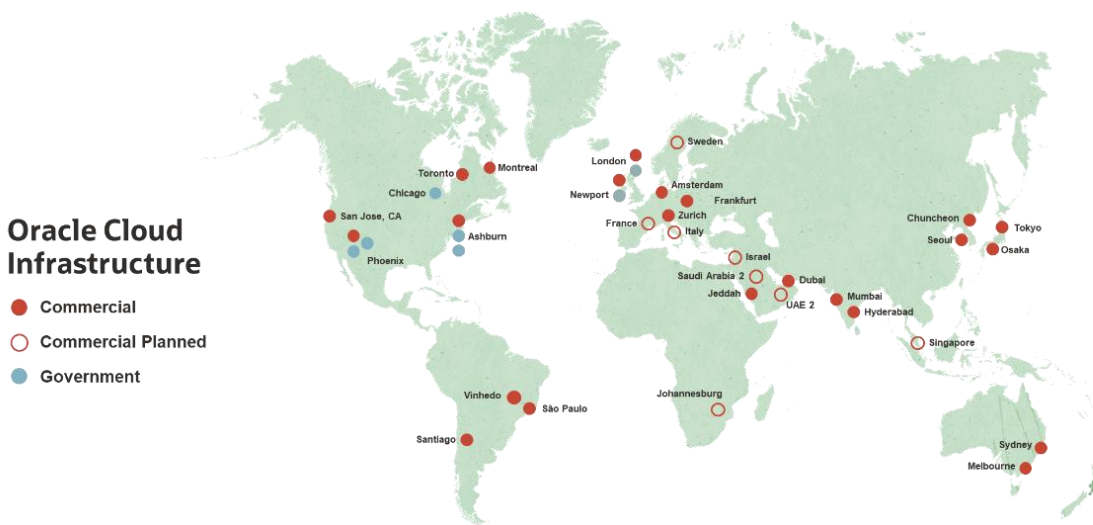 Oracle Cloud
Infrastructure
Commercial
Commercial Planned
Government
Sweden
London
Montreal
Toronto
Chicago
Amsterdam
Newport
Frankfurt
San Jose, CA
Zurich
Chuncheon
France
Italy
Tokyo
Ashburn
Seoul
Osaka
Phoenix
Israel
Saudi Arabia 2
Dubai
Jeddah
Mumbai
UAE 2
Hyderabad
Singapore
Johannesburg
Vinhedo
São Paulo
Santiago
Sydney
Melbourne